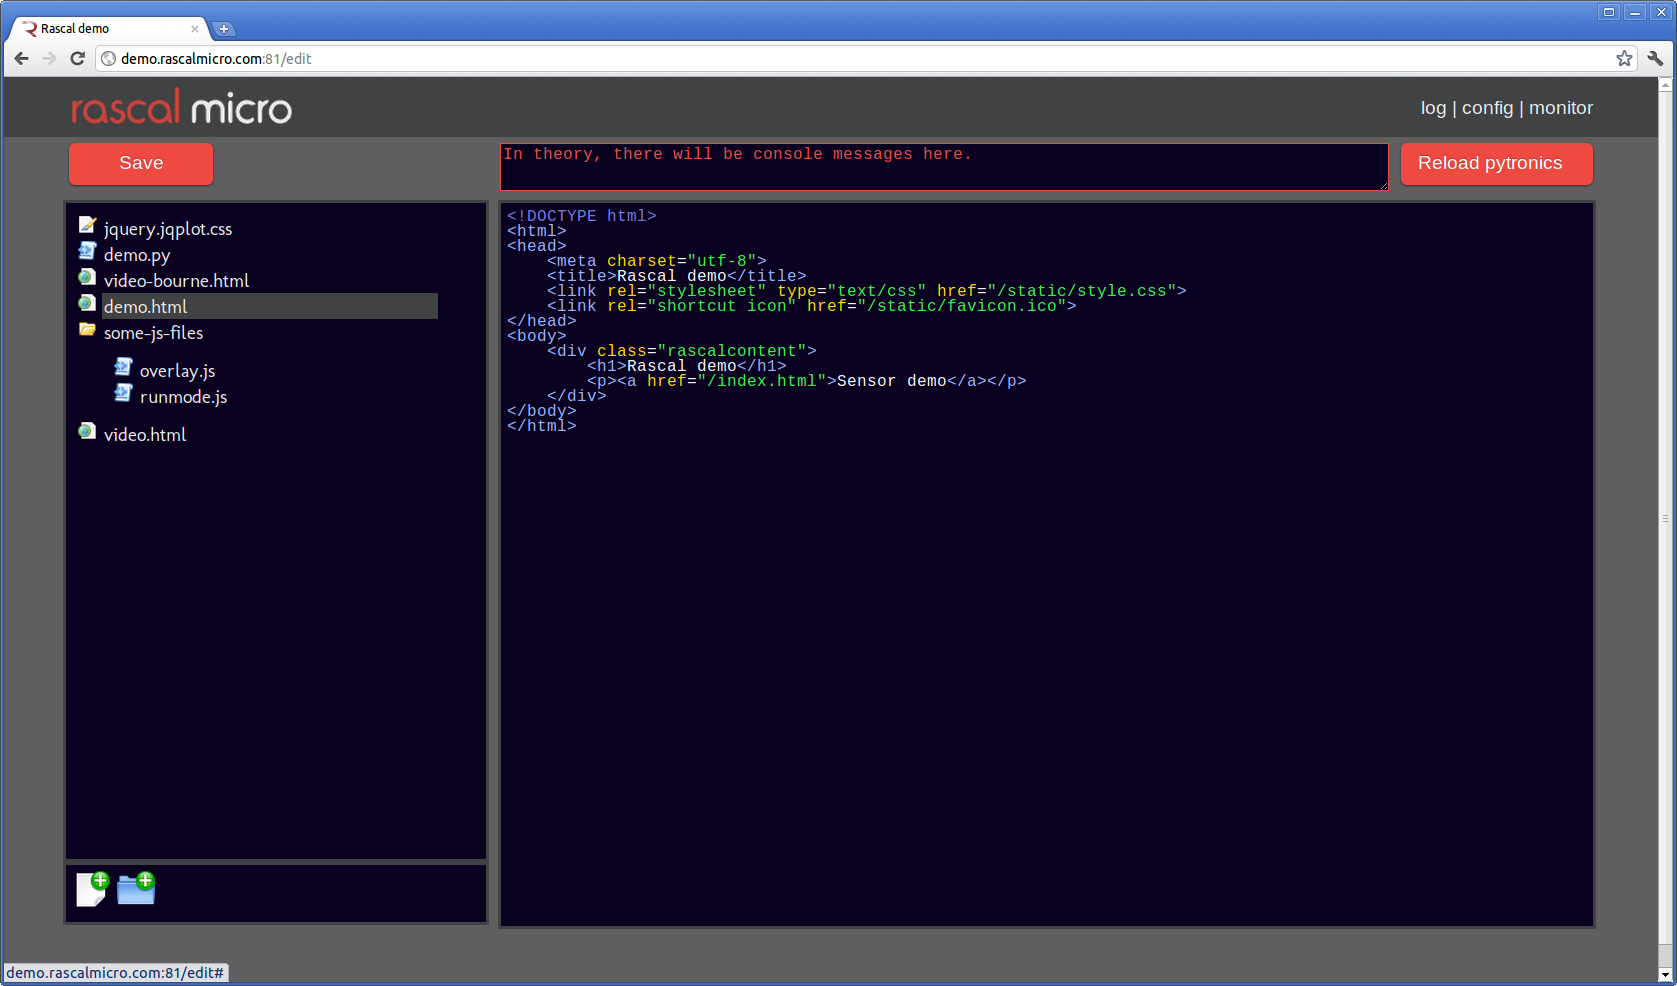 Rascal demo
demo.rascalmicro.com:81/edit
rascal micro
log | config | monitor
Save
In theory, there will be console messages here.
Reload pytronics
jquery.jqplot.css
demo.py
video-bourne.html
demo.html
some-js-files
overlay.js
runmode.js
video.html
<!DOCTYPE html>
<html>
<head>
    <meta charset="utf-8">
    <title>Rascal demo</title>
    <link rel="stylesheet" type="text/css" href="/static/style.css">
    <link rel="shortcut icon" href="/static/favicon.ico">
</head>
<body>
    <div class="rascalcontent">
        <h1>Rascal demo</h1>
        <p><a href="/index.html">Sensor demo</a></p>
    </div>
</body>
</html>
demo.rascalmicro.com:81/edit#